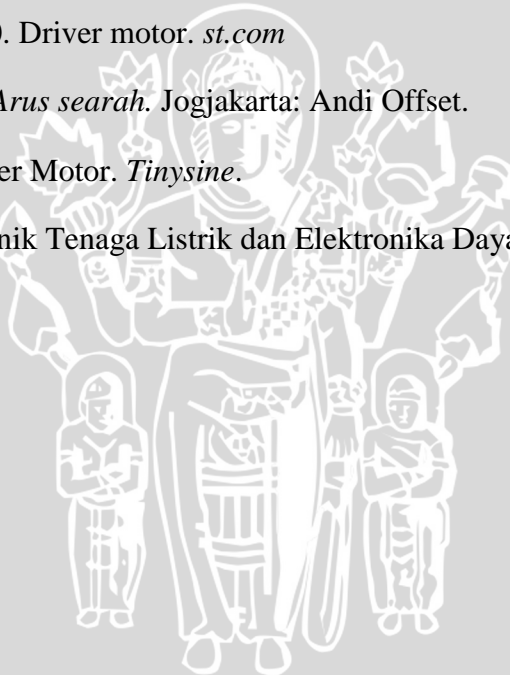 ). Driver motor. st.com
Arus searah. Jogjakarta: Andi Offset.
er Motor. Tinysine.
nik Tenaga Listrik dan Elektronika Daya